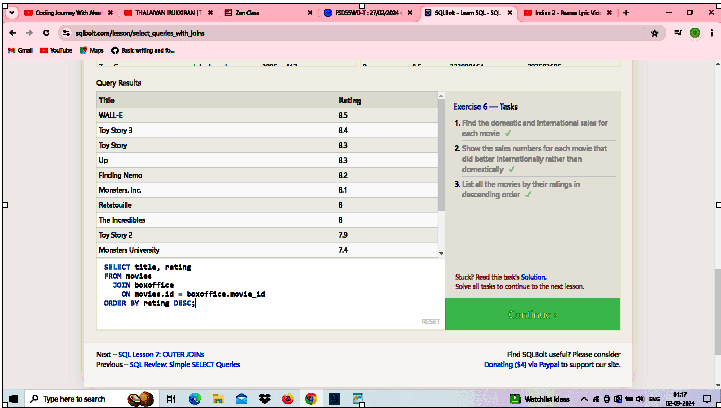 Coding Journey With Akea
THALAIVAN IRUKKIRAN | T
Zen Class
FSD55WD-T : 27/02/2024 -
SQLBolt - Learn SQL - SQL
Indian 2 - Paaraa Lyric Vide
sqlbolt.com/lesson/select_queries_with_joins
Gmail YouTube Maps Basic writing and fo...
Query Results
Title Rating
WALL-E 8.5
Toy Story 3 8.4
Toy Story 8.3
Up 8.3
Finding Nemo 8.2
Monsters, Inc. 8.1
Ratatouille 8
The Incredibles 8
Toy Story 2 7.9
Monsters University 7.4
Exercise 6 — Tasks
1. Find the domestic and international sales for
each movie ✓
2. Show the sales numbers for each movie that
did better internationally rather than
domestically ✓
3. List all the movies by their ratings in
descending order ✓
SELECT title, rating
FROM movies
JOIN boxoffice
ON movies.id = boxoffice.movie_id
ORDER BY rating DESC;
RESET
Stuck? Read this task's Solution.
Solve all tasks to continue to the next lesson.
Continue ›
Next – SQL Lesson 7: OUTER JOINs
Previous – SQL Review: Simple SELECT Queries
Find SQLBolt useful? Please consider
Donating ($4) via Paypal to support our site.
Type here to search
Watchlist ideas
ENG
01:17
02-09-2024